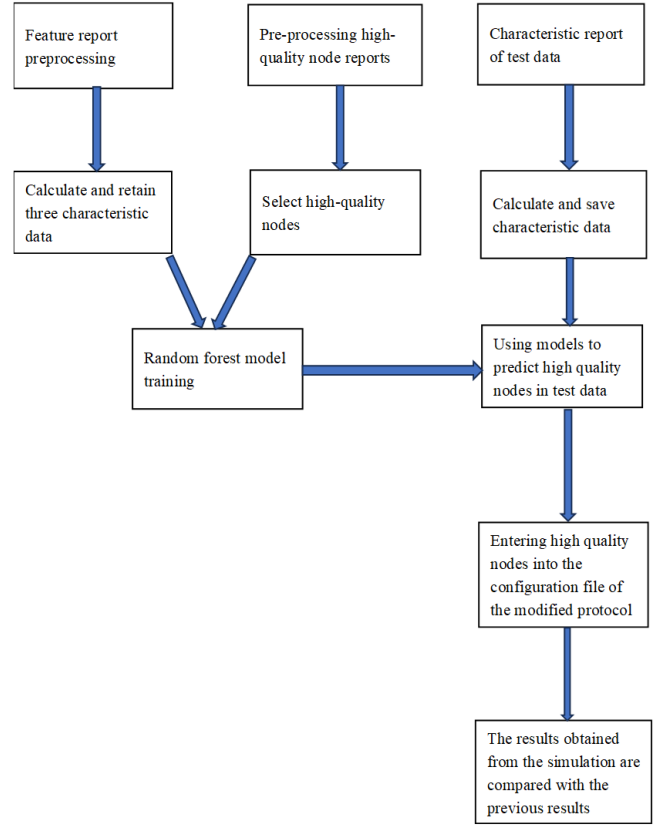 Feature report
preprocessing
Pre-processing high-
quality node reports
Characteristic report
of test data
Calculate and retain
three characteristic
data
Select high-quality
nodes
Calculate and save
characteristic data
Random forest model
training
Using models to
predict high quality
nodes in test data
Entering high quality
nodes into the
configuration file of
the modified protocol
The results obtained
from the simulation are
compared with the
previous results